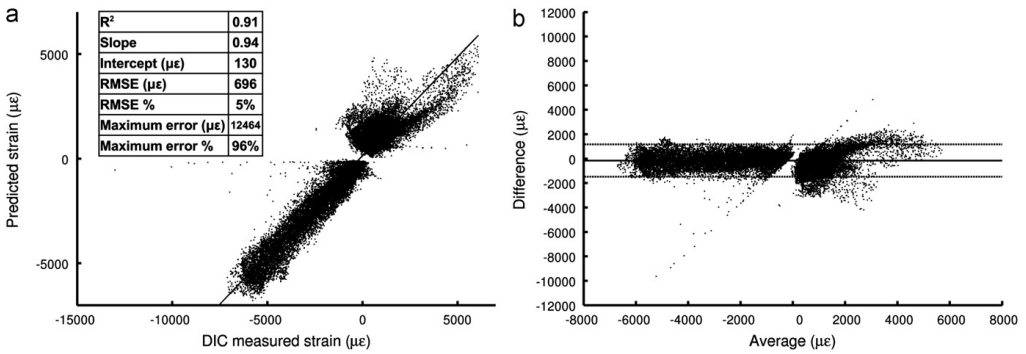 a
R² 0.91
Slope 0.94
Intercept (με) 130
RMSE (με) 696
RMSE % 5%
Maximum error (με) 12464
Maximum error % 96%
Predicted strain (με)
5000
0
-5000
-15000 -10000 -5000 0 5000
DIC measured strain (με)
b
Difference (με)
12000
10000
8000
6000
4000
2000
0
-2000
-4000
-6000
-8000
-10000
-12000
-8000 -6000 -4000 -2000 0 2000 4000 6000 8000
Average (με)